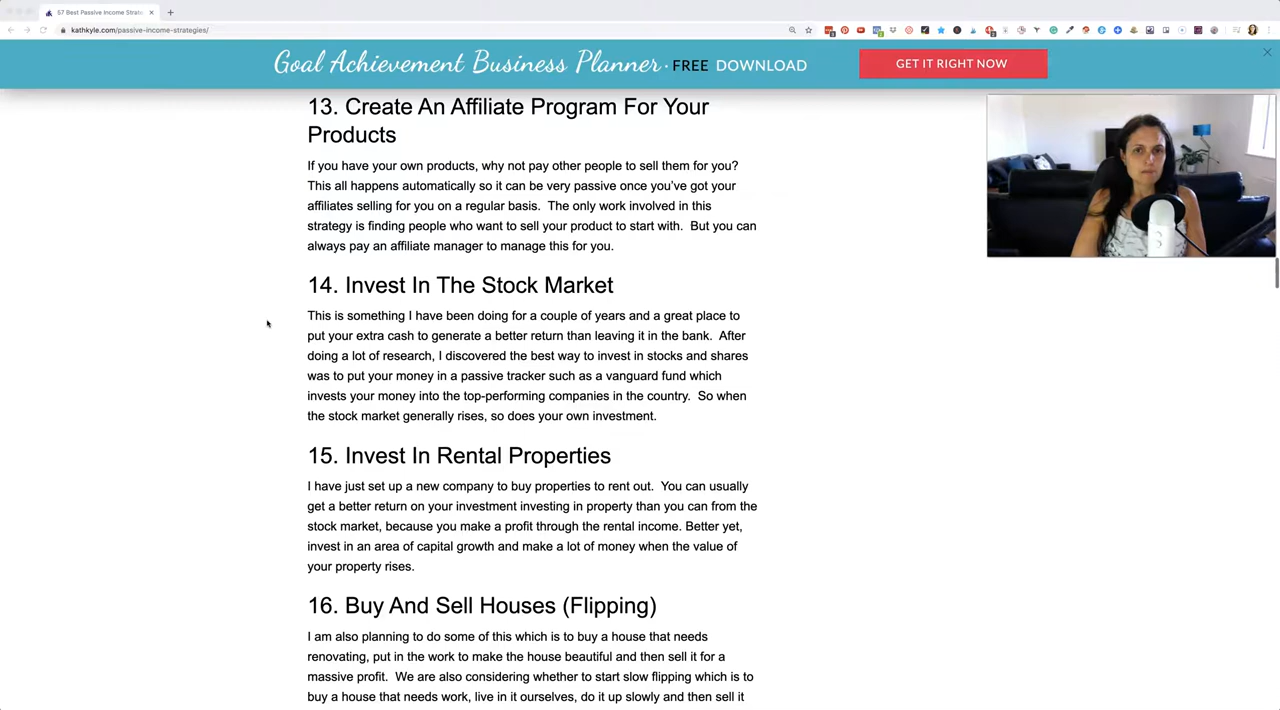 57 Best Passive Income Strate
kathkyle.com/passive-income-strategies/
Goal Achievement Business Planner · FREE DOWNLOAD
GET IT RIGHT NOW
13. Create An Affiliate Program For Your
Products
If you have your own products, why not pay other people to sell them for you?
This all happens automatically so it can be very passive once you've got your
affiliates selling for you on a regular basis. The only work involved in this
strategy is finding people who want to sell your product to start with. But you can
always pay an affiliate manager to manage this for you.
14. Invest In The Stock Market
This is something I have been doing for a couple of years and a great place to
put your extra cash to generate a better return than leaving it in the bank. After
doing a lot of research, I discovered the best way to invest in stocks and shares
was to put your money in a passive tracker such as a vanguard fund which
invests your money into the top-performing companies in the country. So when
the stock market generally rises, so does your own investment.
15. Invest In Rental Properties
I have just set up a new company to buy properties to rent out. You can usually
get a better return on your investment investing in property than you can from the
stock market, because you make a profit through the rental income. Better yet,
invest in an area of capital growth and make a lot of money when the value of
your property rises.
16. Buy And Sell Houses (Flipping)
I am also planning to do some of this which is to buy a house that needs
renovating, put in the work to make the house beautiful and then sell it for a
massive profit. We are also considering whether to start slow flipping which is to
buy a house that needs work, live in it ourselves, do it up slowly and then sell it